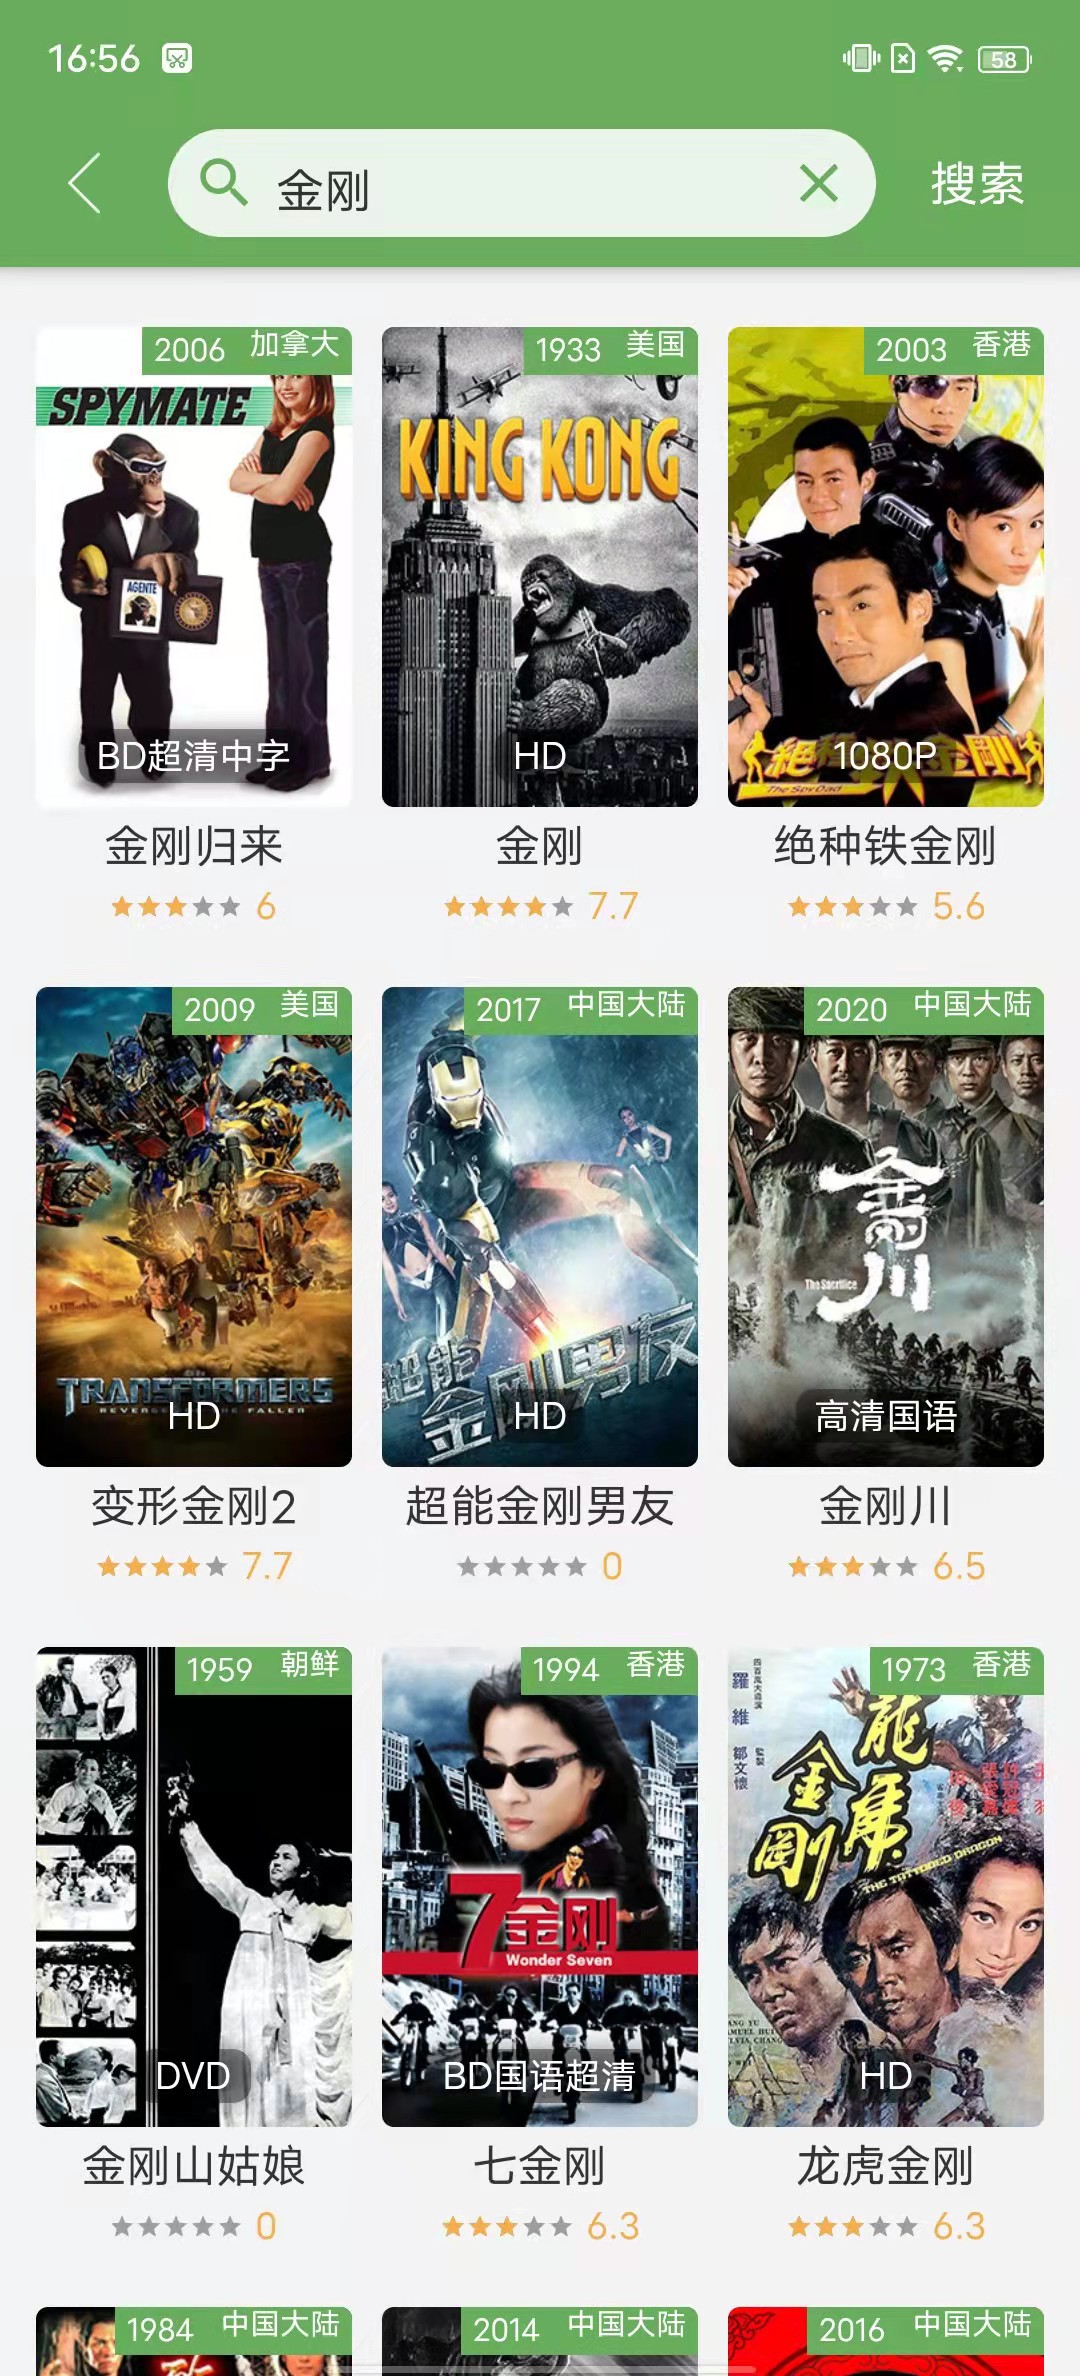 16:56
58
金刚
搜索
2006 加拿大
SPYMATE
AGENTE
BD超清中字
金刚归来
6
1933 美国
KING KONG
HD
金刚
7.7
2003 香港
The Spy Dad
1080P
绝种铁金刚
5.6
2009 美国
TRANSFORMERS
HD
变形金刚2
7.7
2017 中国大陆
超能金刚男友
HD
超能金刚男友
0
2020 中国大陆
金刚川
The Sacrifice
高清国语
金刚川
6.5
1959 朝鲜
DVD
金刚山姑娘
0
1994 香港
7金刚
Wonder Seven
BD国语超清
七金刚
6.3
1973 香港
羅維
鄒文懷
龍虎金剛
THE TATTOOED DRAGON
HD
龙虎金刚
6.3
1984 中国大陆
2014 中国大陆
2016 中国大陆